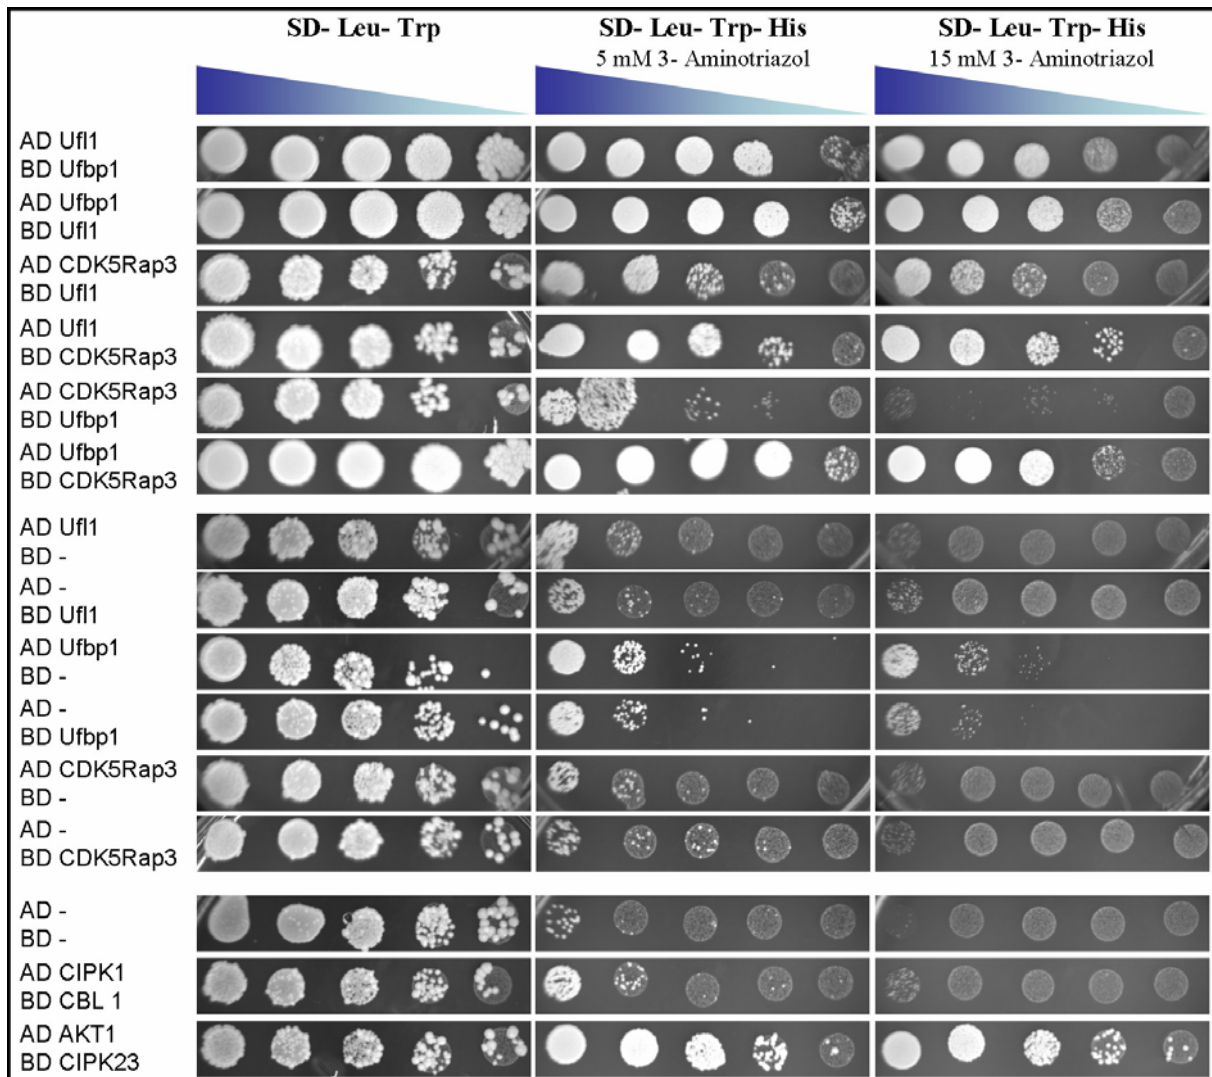 SD- Leu- Trp
SD- Leu- Trp- His
5 mM 3- Aminotriazol
SD- Leu- Trp- His
15 mM 3- Aminotriazol
AD Ufl1
BD Ufbp1
AD Ufbp1
BD Ufl1
AD CDK5Rap3
BD Ufl1
AD Ufl1
BD CDK5Rap3
AD CDK5Rap3
BD Ufbp1
AD Ufbp1
BD CDK5Rap3
AD Ufl1
BD -
AD -
BD Ufl1
AD Ufbp1
BD -
AD -
BD Ufbp1
AD CDK5Rap3
BD -
AD -
BD CDK5Rap3
AD -
BD -
AD CIPK1
BD CBL 1
AD AKT1
BD CIPK23